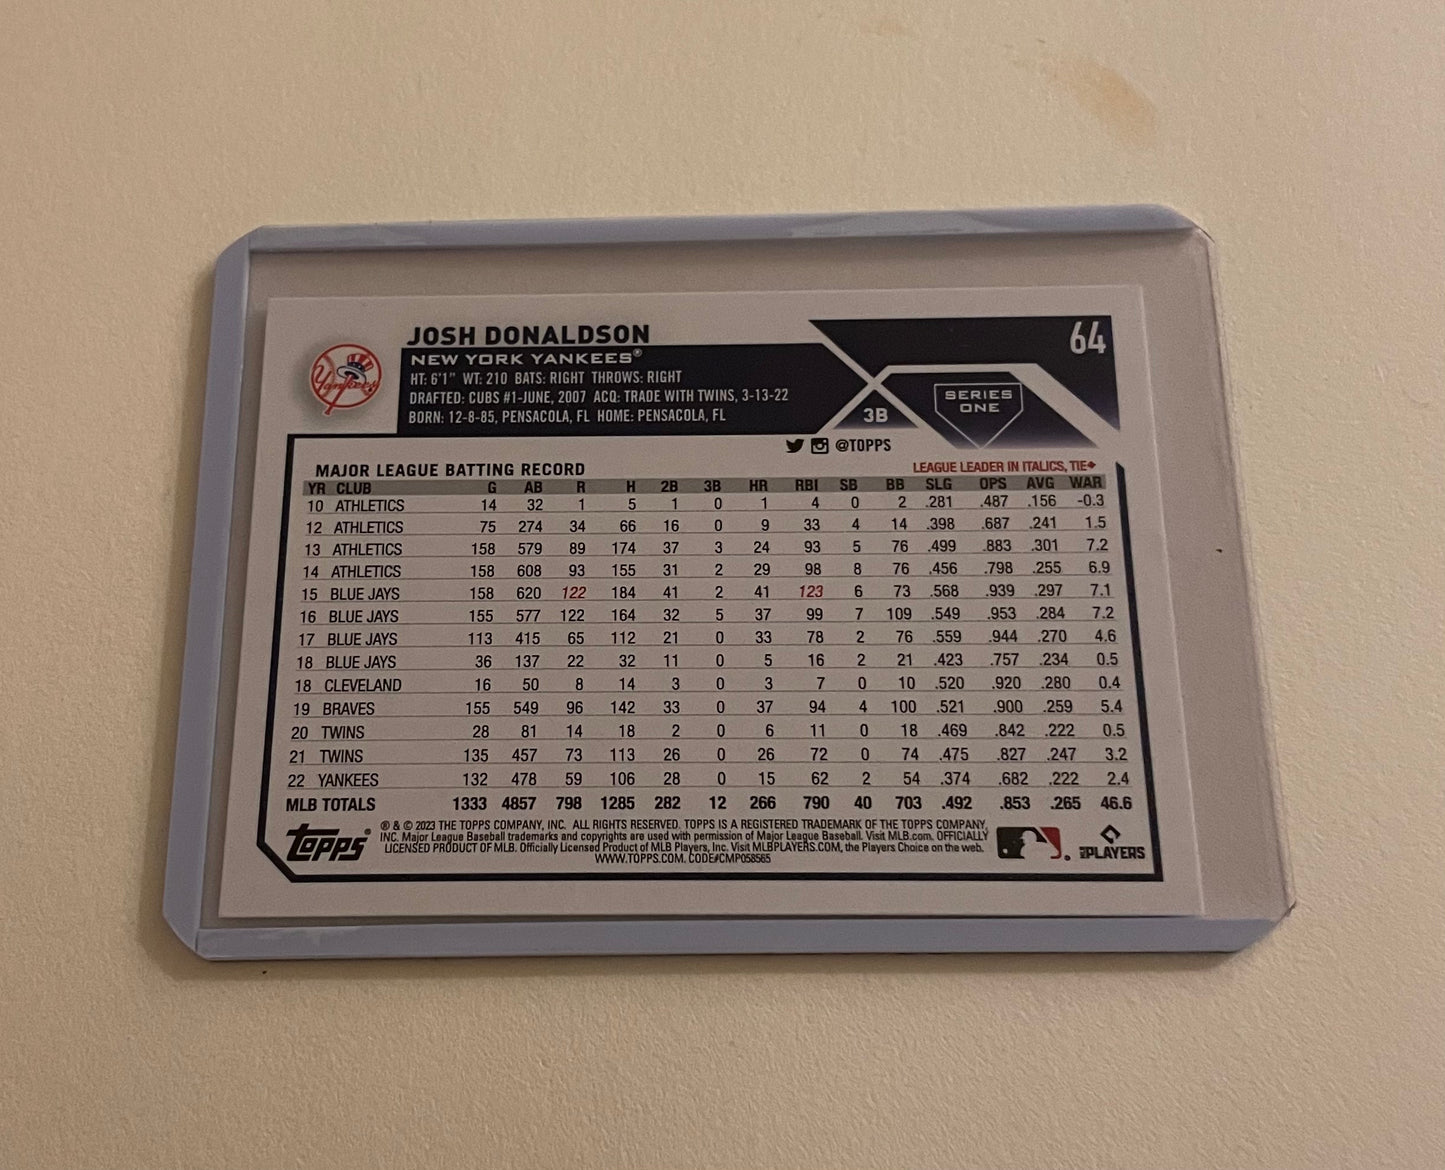 JOSH DONALDSON
64
Yankees
NEW YORK YANKEES®
HT: 6'1" WT: 210 BATS: RIGHT THROWS: RIGHT
DRAFTED: CUBS #1-JUNE, 2007 ACQ: TRADE WITH TWINS, 3-13-22
BORN: 12-8-85, PENSACOLA, FL HOME: PENSACOLA, FL
3B
SERIES
ONE
@TOPPS
MAJOR LEAGUE BATTING RECORD
LEAGUE LEADER IN ITALICS, TIE♦
YR CLUB G AB R H 2B 3B HR RBI SB BB SLG OPS AVG WAR
10 ATHLETICS 14 32 1 5 1 0 1 4 0 2 .281 .487 .156 -0.3
12 ATHLETICS 75 274 34 66 16 0 9 33 4 14 .398 .687 .241 1.5
13 ATHLETICS 158 579 89 174 37 3 24 93 5 76 .499 .883 .301 7.2
14 ATHLETICS 158 608 93 155 31 2 29 98 8 76 .456 .798 .255 6.9
15 BLUE JAYS 158 620 122 184 41 2 41 123 6 73 .568 .939 .297 7.1
16 BLUE JAYS 155 577 122 164 32 5 37 99 7 109 .549 .953 .284 7.2
17 BLUE JAYS 113 415 65 112 21 0 33 78 2 76 .559 .944 .270 4.6
18 BLUE JAYS 36 137 22 32 11 0 5 16 2 21 .423 .757 .234 0.5
18 CLEVELAND 16 50 8 14 3 0 3 7 0 10 .520 .920 .280 0.4
19 BRAVES 155 549 96 142 33 0 37 94 4 100 .521 .900 .259 5.4
20 TWINS 28 81 14 18 2 0 6 11 0 18 .469 .842 .222 0.5
21 TWINS 135 457 73 113 26 0 26 72 0 74 .475 .827 .247 3.2
22 YANKEES 132 478 59 106 28 0 15 62 2 54 .374 .682 .222 2.4
MLB TOTALS 1333 4857 798 1285 282 12 266 790 40 703 .492 .853 .265 46.6
Topps®
® & © 2023 THE TOPPS COMPANY, INC. ALL RIGHTS RESERVED. TOPPS IS A REGISTERED TRADEMARK OF THE TOPPS COMPANY,
INC. Major League Baseball trademarks and copyrights are used with permission of Major League Baseball. Visit MLB.com. OFFICIALLY
LICENSED PRODUCT OF MLB. Officially Licensed Product of MLB Players, Inc. Visit MLBPLAYERS.COM, the Players Choice on the web.
WWW.TOPPS.COM. CODE#CMP058565
PLAYERS